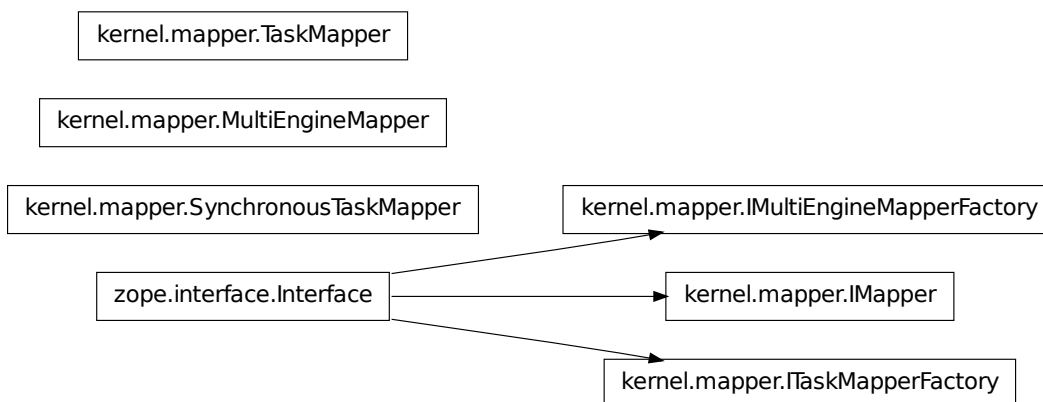 kernel.mapper.TaskMapper
kernel.mapper.MultiEngineMapper
kernel.mapper.SynchronousTaskMapper
kernel.mapper.IMultiEngineMapperFactory
zope.interface.Interface
kernel.mapper.IMapper
kernel.mapper.ITaskMapperFactory